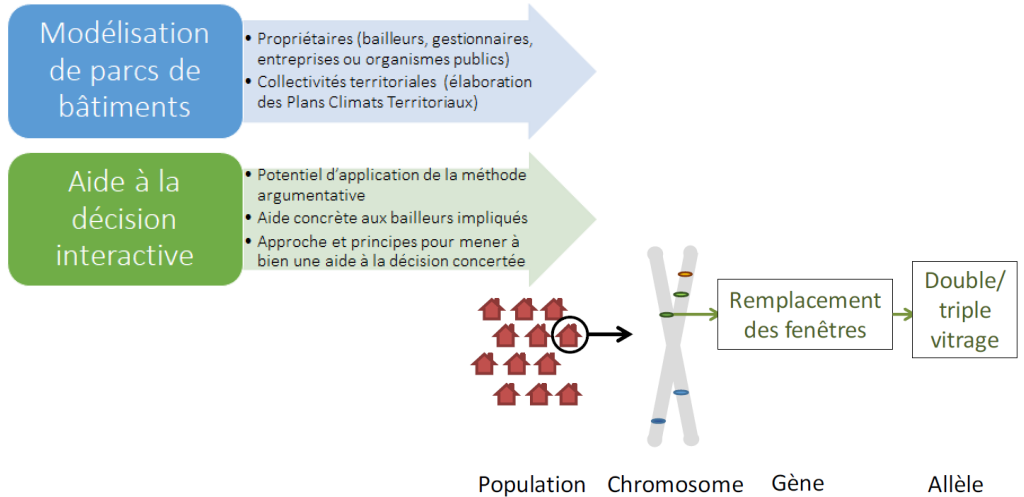 Modélisation
de parcs de
bâtiments
• Propriétaires (bailleurs, gestionnaires,
entreprises ou organismes publics)
• Collectivités territoriales (élaboration
des Plans Climats Territoriaux)
Aide à la
décision
interactive
• Potentiel d'application de la méthode
argumentative
• Aide concrète aux bailleurs impliqués
• Approche et principes pour mener à
bien une aide à la décision concertée
Remplacement
des fenêtres
Double/
triple
vitrage
Population
Chromosome
Gène
Allèle